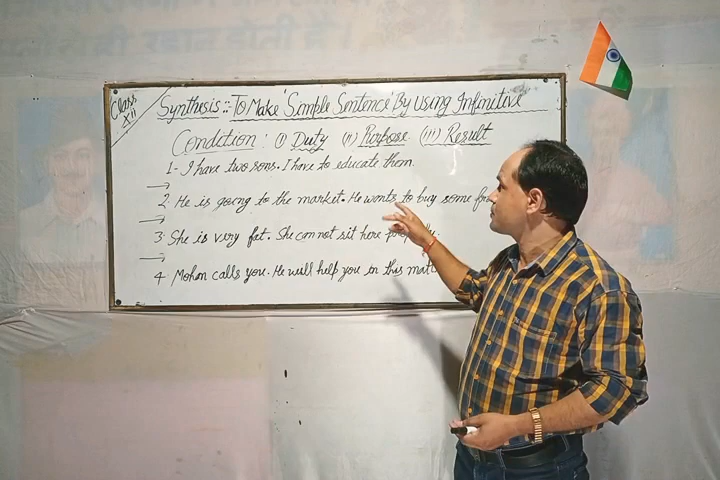 Class
XII
Synthesis:- To Make 'Simple Sentence' By Using Infinitive
Condition: (i) Duty (ii) Purpose (iii) Result
1- I have two sons. I have to educate them.
→
2. He is going to the market. He wants to buy some
→
3. She is very fat. She can not sit here properly.
→
4 Mohan calls you. He will help you in this